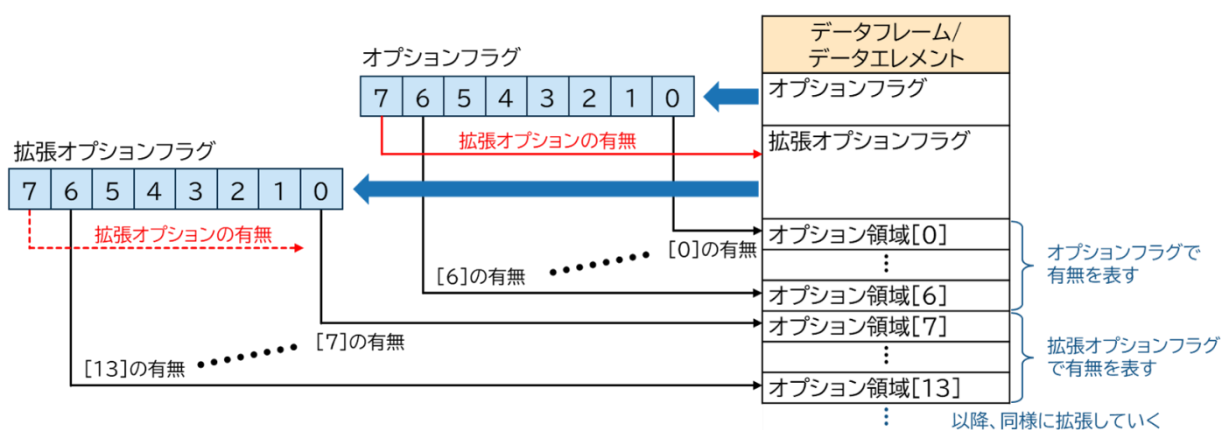 データフレーム/
データエレメント
オプションフラグ
7 6 5 4 3 2 1 0
オプションフラグ
拡張オプションの有無
拡張オプションフラグ
拡張オプションフラグ
7 6 5 4 3 2 1 0
拡張オプションの有無
[0]の有無
オプション領域[0]
[6]の有無
オプション領域[6]
オプションフラグで
有無を表す
[7]の有無
オプション領域[7]
[13]の有無
オプション領域[13]
拡張オプションフラグ
で有無を表す
以降、同様に拡張していく